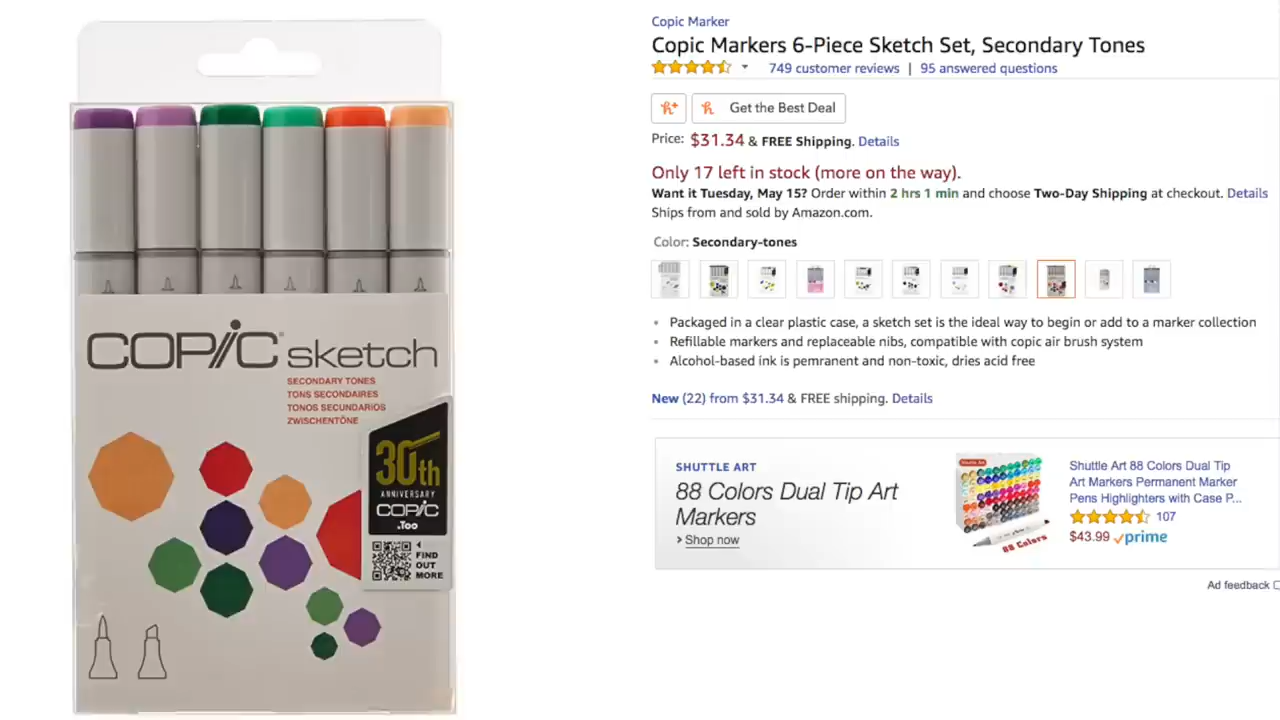 COPIC sketch
SECONDARY TONES
TONS SECONDAIRES
TONOS SECUNDARIOS
ZWISCHENTÖNE
30th
ANNIVERSARY
COPIC
.Too
FIND
OUT
MORE
Copic Marker
Copic Markers 6-Piece Sketch Set, Secondary Tones
749 customer reviews | 95 answered questions
Get the Best Deal
Price: $31.34 & FREE Shipping. Details
Only 17 left in stock (more on the way).
Want it Tuesday, May 15? Order within 2 hrs 1 min and choose Two-Day Shipping at checkout. Details
Ships from and sold by Amazon.com.
Color: Secondary-tones
Packaged in a clear plastic case, a sketch set is the ideal way to begin or add to a marker collection
Refillable markers and replaceable nibs, compatible with copic air brush system
Alcohol-based ink is pemranent and non-toxic, dries acid free
New (22) from $31.34 & FREE shipping. Details
SHUTTLE ART
88 Colors Dual Tip Art
Markers
Shop now
88 Colors
Shuttle Art 88 Colors Dual Tip
Art Markers Permanent Marker
Pens Highlighters with Case P...
107
$43.99 prime
Ad feedback